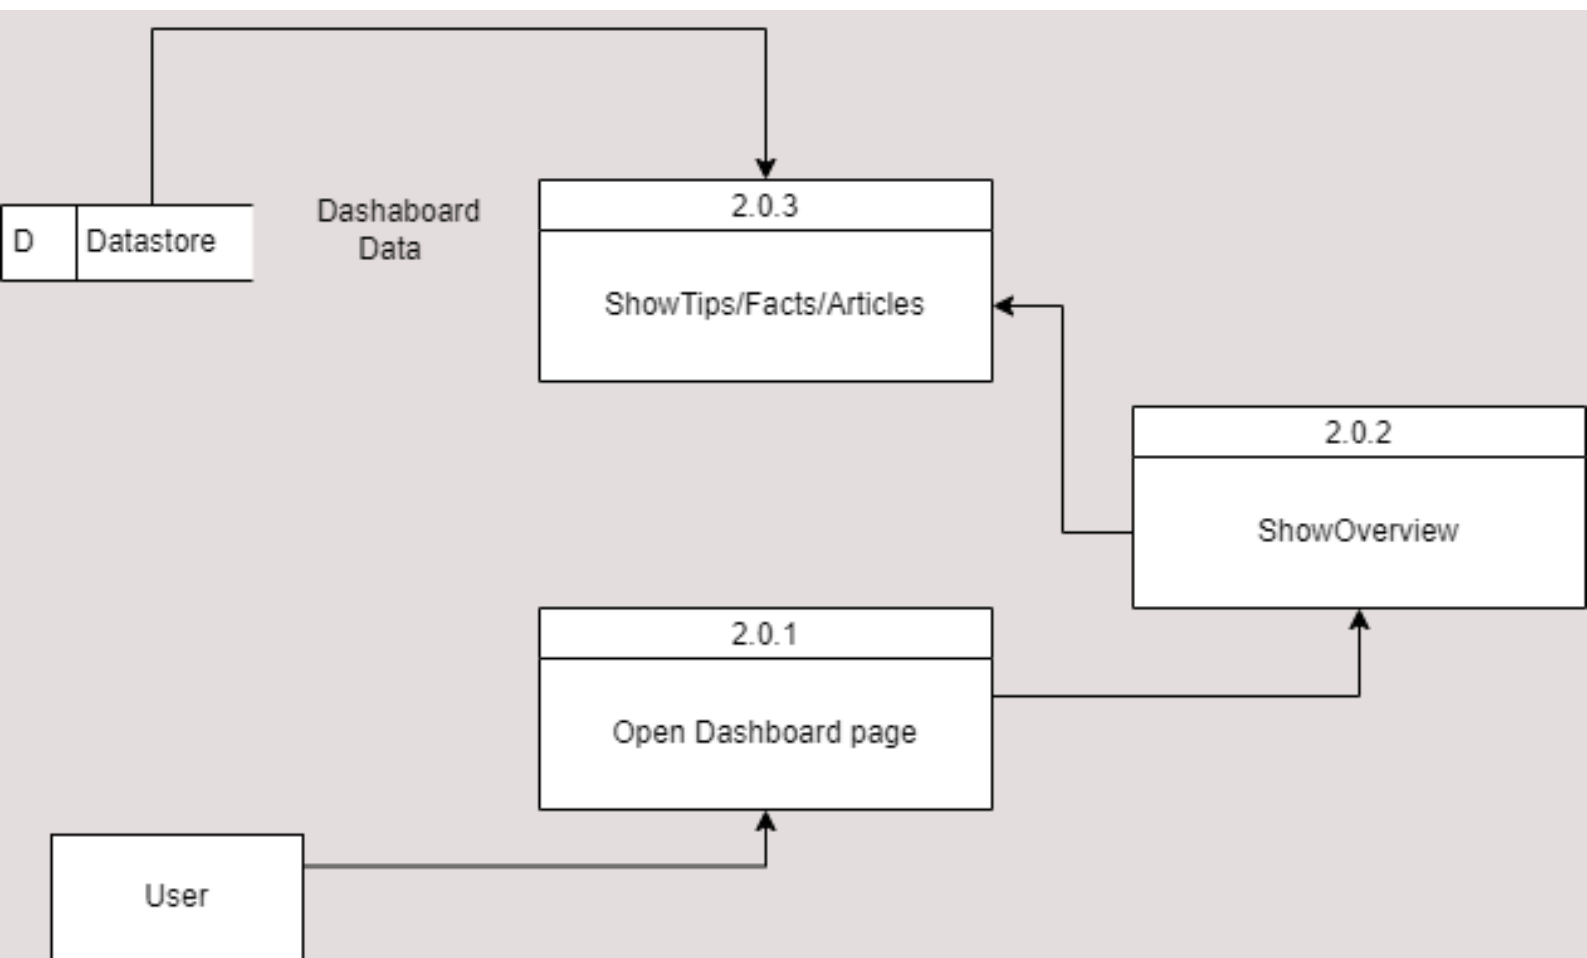 2.0.3
D
Datastore
Dashaboard
Data
ShowTips/Facts/Articles
2.0.2
ShowOverview
2.0.1
Open Dashboard page
User